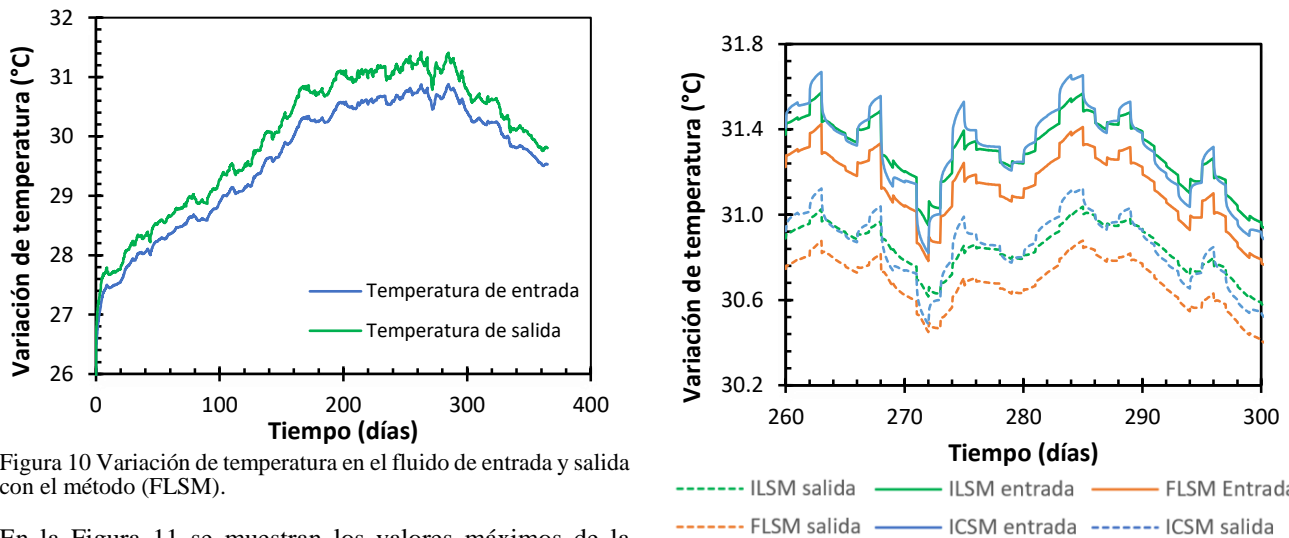 32
31
30
29
28
27
26
Variación de temperatura (°C)
Temperatura de entrada
Temperatura de salida
0
100
200
300
400
Tiempo (días)
Figura 10 Variación de temperatura en el fluido de entrada y salida
con el método (FLSM).
En la Figura 11 se muestran los valores máximos de la
31.8
31.4
31.0
30.6
30.2
Variación de temperatura (°C)
260
270
280
290
300
Tiempo (días)
ILSM salida
ILSM entrada
FLSM Entrada
FLSM salida
ICSM entrada
ICSM salida